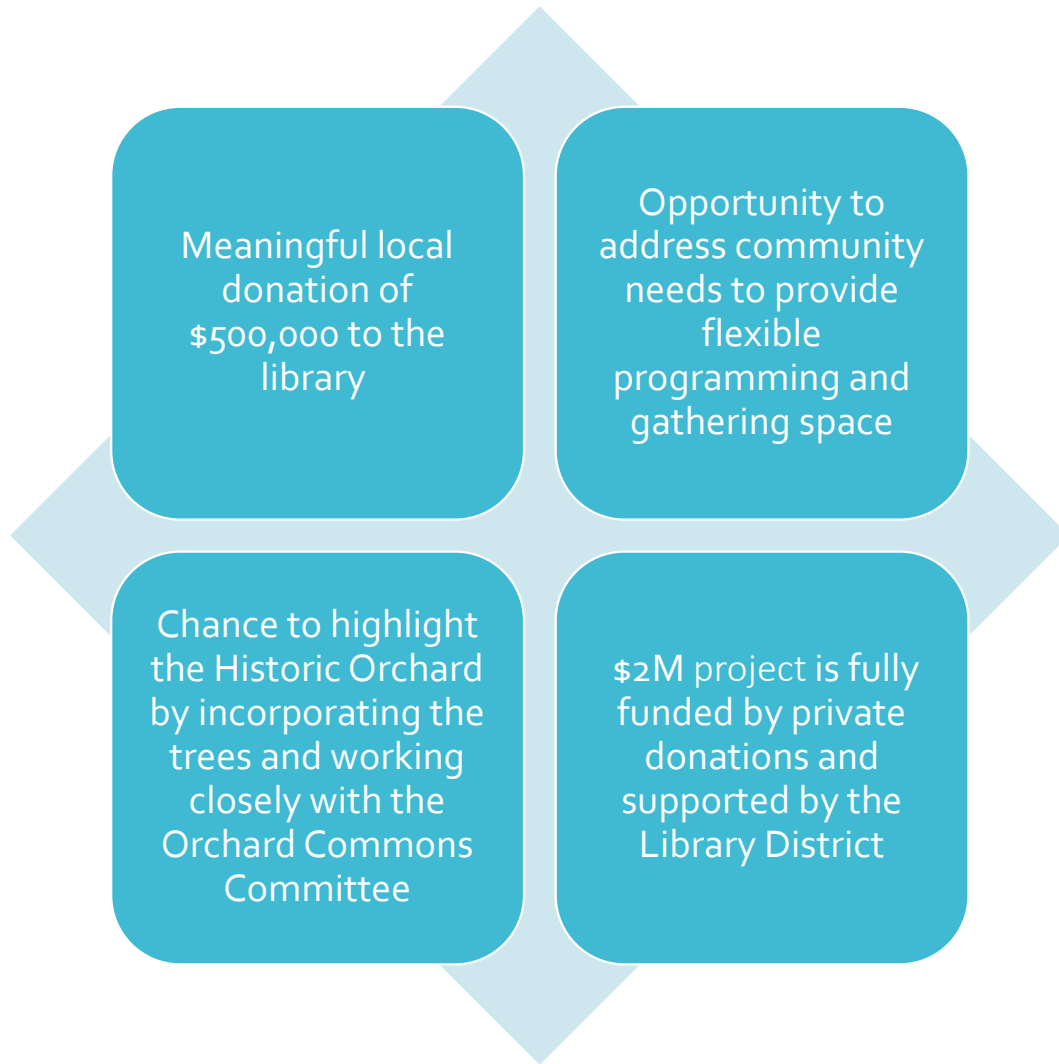 Meaningful local
donation of
$500,000 to the
library
Opportunity to
address community
needs to provide
flexible
programming and
gathering space
Chance to highlight
the Historic Orchard
by incorporating the
trees and working
closely with the
Orchard Commons
Committee
$2M project is fully
funded by private
donations and
supported by the
Library District